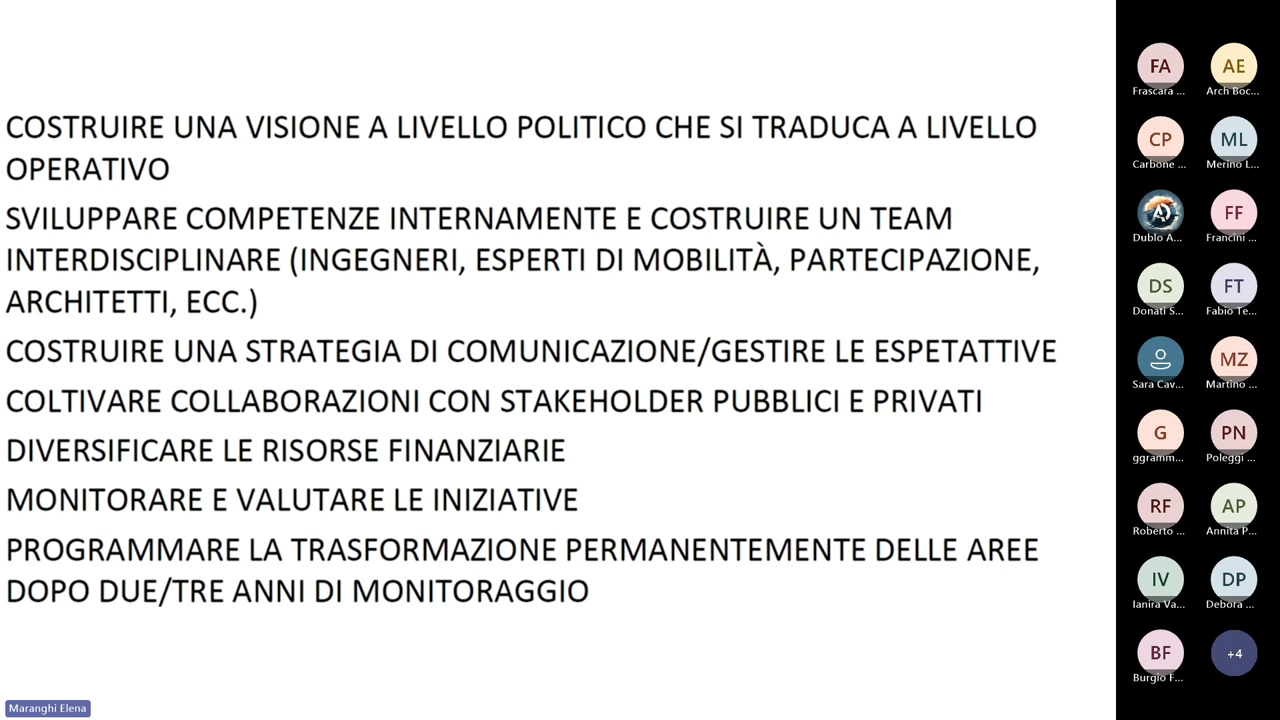 COSTRUIRE UNA VISIONE A LIVELLO POLITICO CHE SI TRADUCA A LIVELLO
OPERATIVO
SVILUPPARE COMPETENZE INTERNAMENTE E COSTRUIRE UN TEAM
INTERDISCIPLINARE (INGEGNERI, ESPERTI DI MOBILITÀ, PARTECIPAZIONE,
ARCHITETTI, ECC.)
COSTRUIRE UNA STRATEGIA DI COMUNICAZIONE/GESTIRE LE ESPETATTIVE
COLTIVARE COLLABORAZIONI CON STAKEHOLDER PUBBLICI E PRIVATI
DIVERSIFICARE LE RISORSE FINANZIARIE
MONITORARE E VALUTARE LE INIZIATIVE
PROGRAMMARE LA TRASFORMAZIONE PERMANENTEMENTE DELLE AREE
DOPO DUE/TRE ANNI DI MONITORAGGIO
Maranghi Elena
FA AE
Frascara ... Arch Boc...
CP ML
Carbone ... Merino L...
AD FF
Dublo A... Francini ...
DS FT
Donati S... Fabio Te...
MZ
Sara Cav... Martino ...
G PN
ggramm... Poleggi ...
RF AP
Roberto ... Annita P...
IV DP
Ianira Va... Debora ...
BF +4
Burgio F...